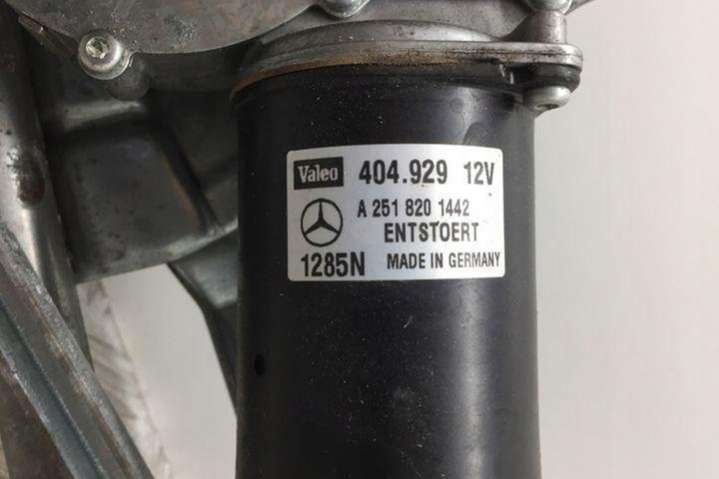 Valeo 404.929 12V
A 251 820 1442
ENTSTOERT
1285N MADE IN GERMANY